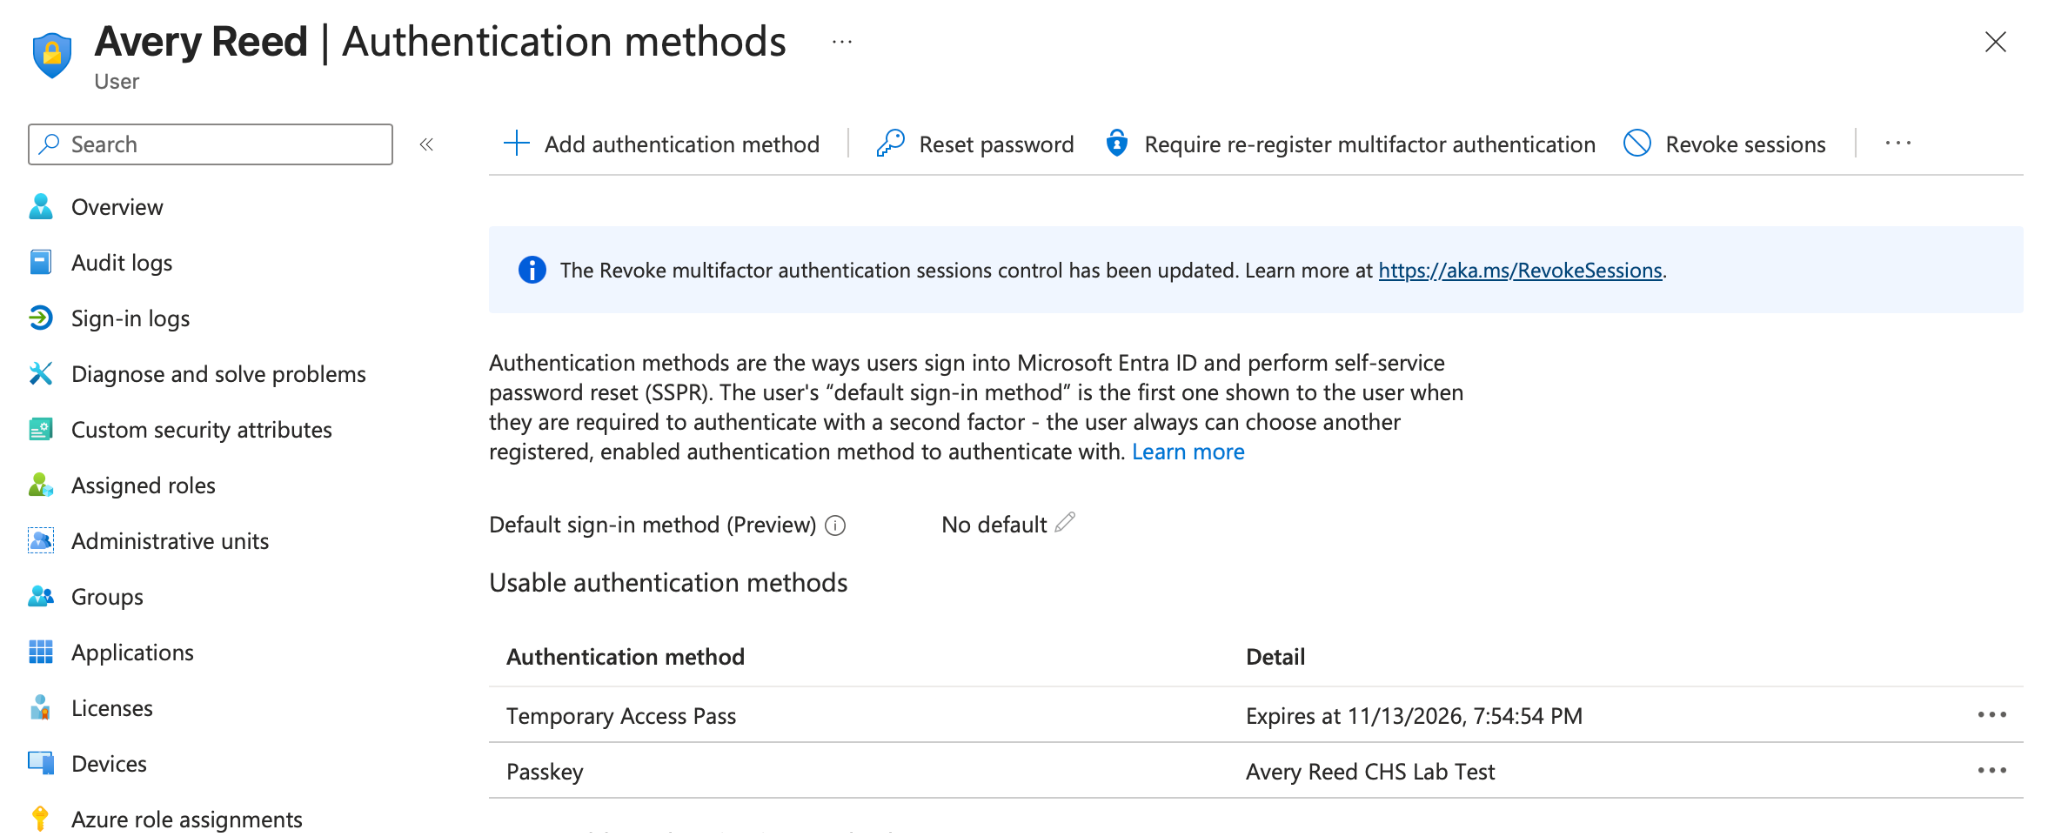 Avery Reed | Authentication methods ...
User
Search
«
Add authentication method
Reset password
Require re-register multifactor authentication
Revoke sessions
Overview
Audit logs
Sign-in logs
Diagnose and solve problems
Custom security attributes
Assigned roles
Administrative units
Groups
Applications
Licenses
Devices
Azure role assignments
The Revoke multifactor authentication sessions control has been updated. Learn more at https://aka.ms/RevokeSessions.
Authentication methods are the ways users sign into Microsoft Entra ID and perform self-service
password reset (SSPR). The user's “default sign-in method” is the first one shown to the user when
they are required to authenticate with a second factor - the user always can choose another
registered, enabled authentication method to authenticate with. Learn more
Default sign-in method (Preview) No default
Usable authentication methods
Authentication method Detail
Temporary Access Pass Expires at 11/13/2026, 7:54:54 PM
Passkey Avery Reed CHS Lab Test